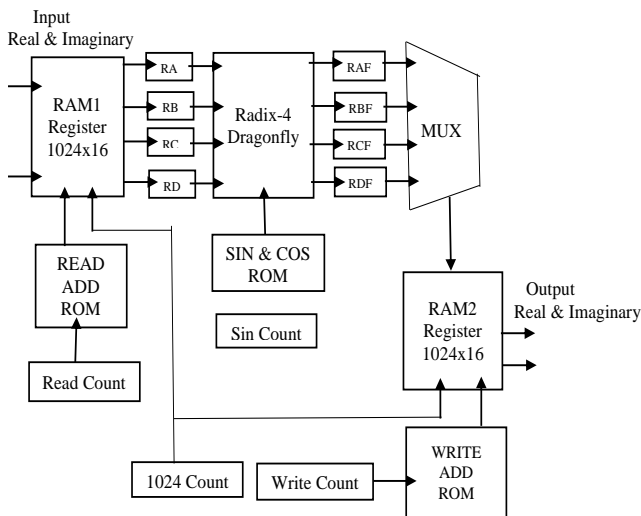 Input
Real & Imaginary
RA
RB
RC
RD
RAM1
Register
1024x16
Radix-4
Dragonfly
RAF
RBF
RCF
RDF
MUX
READ
ADD
ROM
SIN & COS
ROM
Sin Count
Read Count
RAM2
Register
1024x16
Output
Real & Imaginary
1024 Count
Write Count
WRITE
ADD
ROM